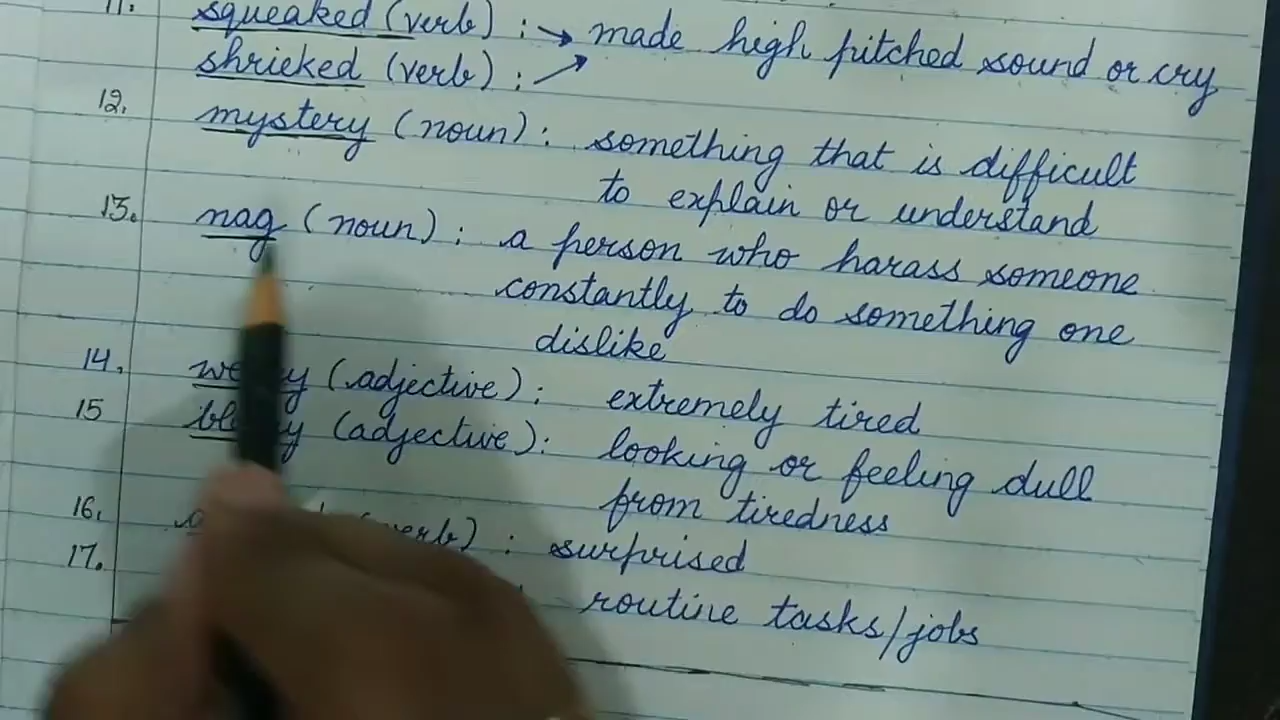 11. squeaked (verb) : → made high pitched sound or cry
shrieked (verb) :
12. mystery (noun) : something that is difficult
to explain or understand
13. nag (noun) : a person who harass someone
constantly to do something one
dislike
14. (adjective) : extremely tired
15 (adjective) : looking or feeling dull
from tiredness
16. (verb) : surprised
17. routine tasks/jobs